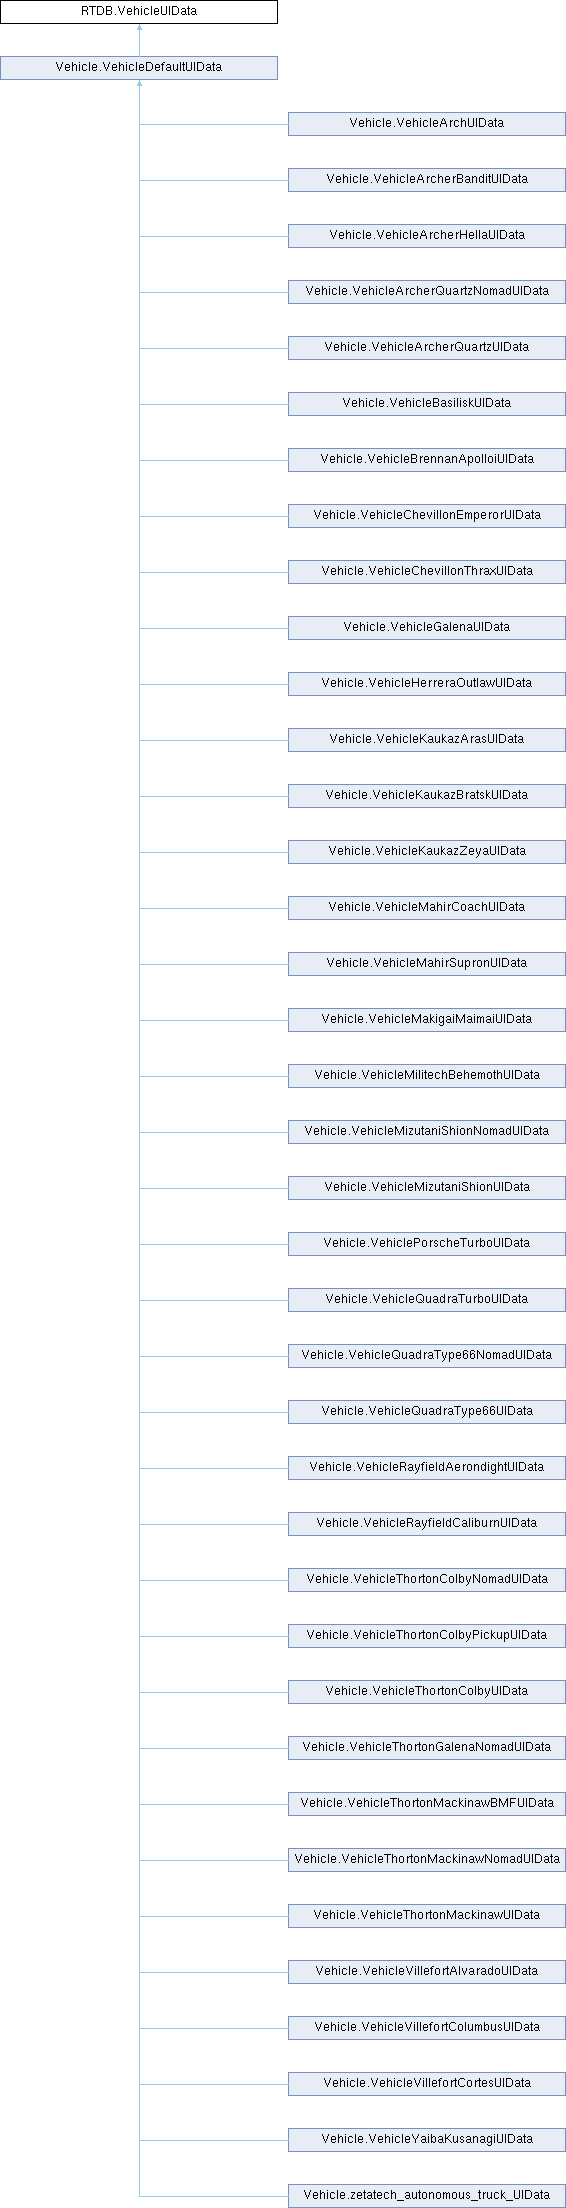 RTDB.VehicleUIData
Vehicle.VehicleDefaultUIData
Vehicle.VehicleArchUIData
Vehicle.VehicleArcherBanditUIData
Vehicle.VehicleArcherHellaUIData
Vehicle.VehicleArcherQuartzNomadUIData
Vehicle.VehicleArcherQuartzUIData
Vehicle.VehicleBasiliskUIData
Vehicle.VehicleBrennanApolloiUIData
Vehicle.VehicleChevillonEmperorUIData
Vehicle.VehicleChevillonThraxUIData
Vehicle.VehicleGalenaUIData
Vehicle.VehicleHerreraOutlawUIData
Vehicle.VehicleKaukazArasUIData
Vehicle.VehicleKaukazBratskUIData
Vehicle.VehicleKaukazZeyaUIData
Vehicle.VehicleMahirCoachUIData
Vehicle.VehicleMahirSupronUIData
Vehicle.VehicleMakigaiMaimaiUIData
Vehicle.VehicleMilitechBehemothUIData
Vehicle.VehicleMizutaniShionNomadUIData
Vehicle.VehicleMizutaniShionUIData
Vehicle.VehiclePorscheTurboUIData
Vehicle.VehicleQuadraTurboUIData
Vehicle.VehicleQuadraType66NomadUIData
Vehicle.VehicleQuadraType66UIData
Vehicle.VehicleRayfieldAerondightUIData
Vehicle.VehicleRayfieldCaliburnUIData
Vehicle.VehicleThortonColbyNomadUIData
Vehicle.VehicleThortonColbyPickupUIData
Vehicle.VehicleThortonColbyUIData
Vehicle.VehicleThortonGalenaNomadUIData
Vehicle.VehicleThortonMackinawBMFUIData
Vehicle.VehicleThortonMackinawNomadUIData
Vehicle.VehicleThortonMackinawUIData
Vehicle.VehicleVillefortAlvaradoUIData
Vehicle.VehicleVillefortColumbusUIData
Vehicle.VehicleVillefortCortesUIData
Vehicle.VehicleYaibaKusanagiUIData
Vehicle.zetatech_autonomous_truck_UIData